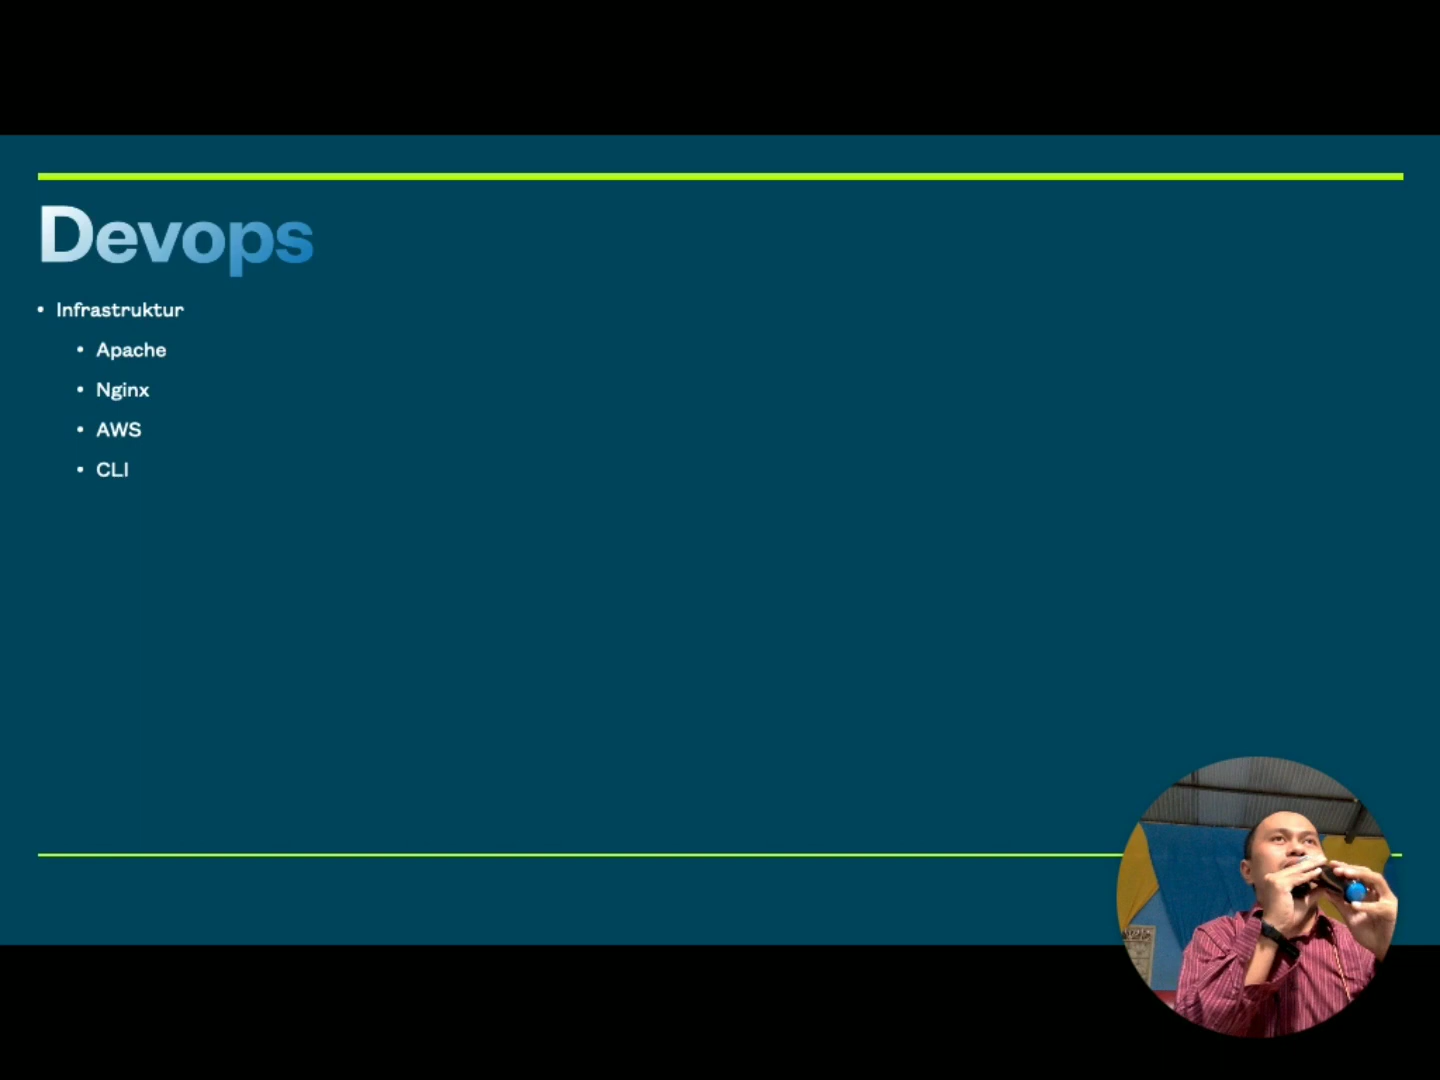 Devops
• Infrastruktur
• Apache
• Nginx
• AWS
• CLI